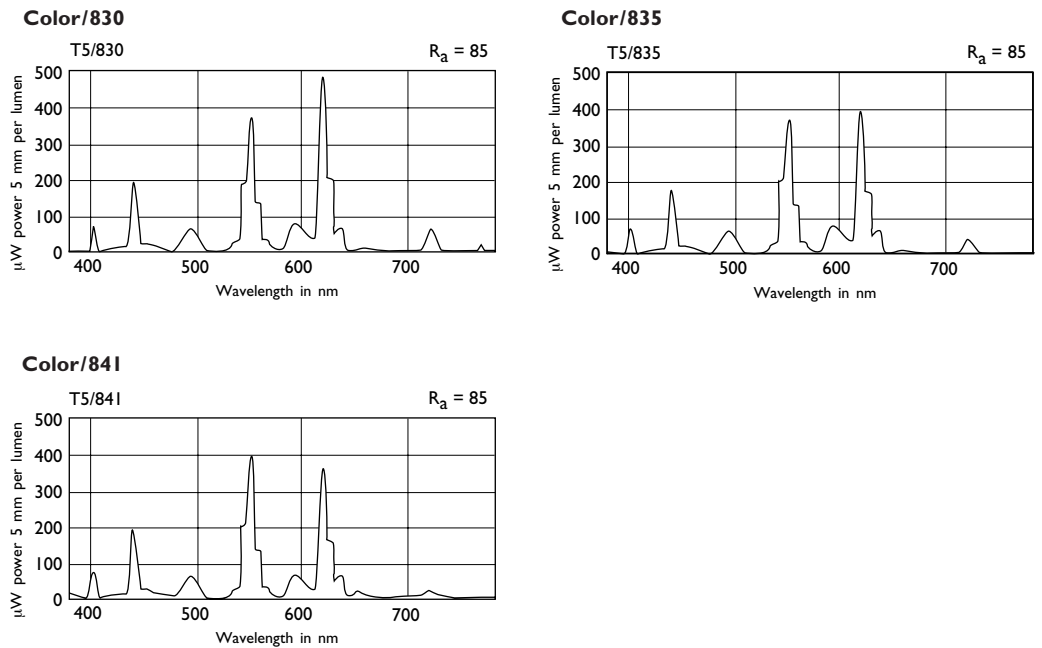 Color/830
T5/830 Ra = 85
500
400
300
200
100
0
µW power 5 mm per lumen
400 500 600 700
Wavelength in nm
Color/835
T5/835 Ra = 85
500
400
300
200
100
0
µW power 5 mm per lumen
400 500 600 700
Wavelength in nm
Color/841
T5/841 Ra = 85
500
400
300
200
100
0
µW power 5 mm per lumen
400 500 600 700
Wavelength in nm